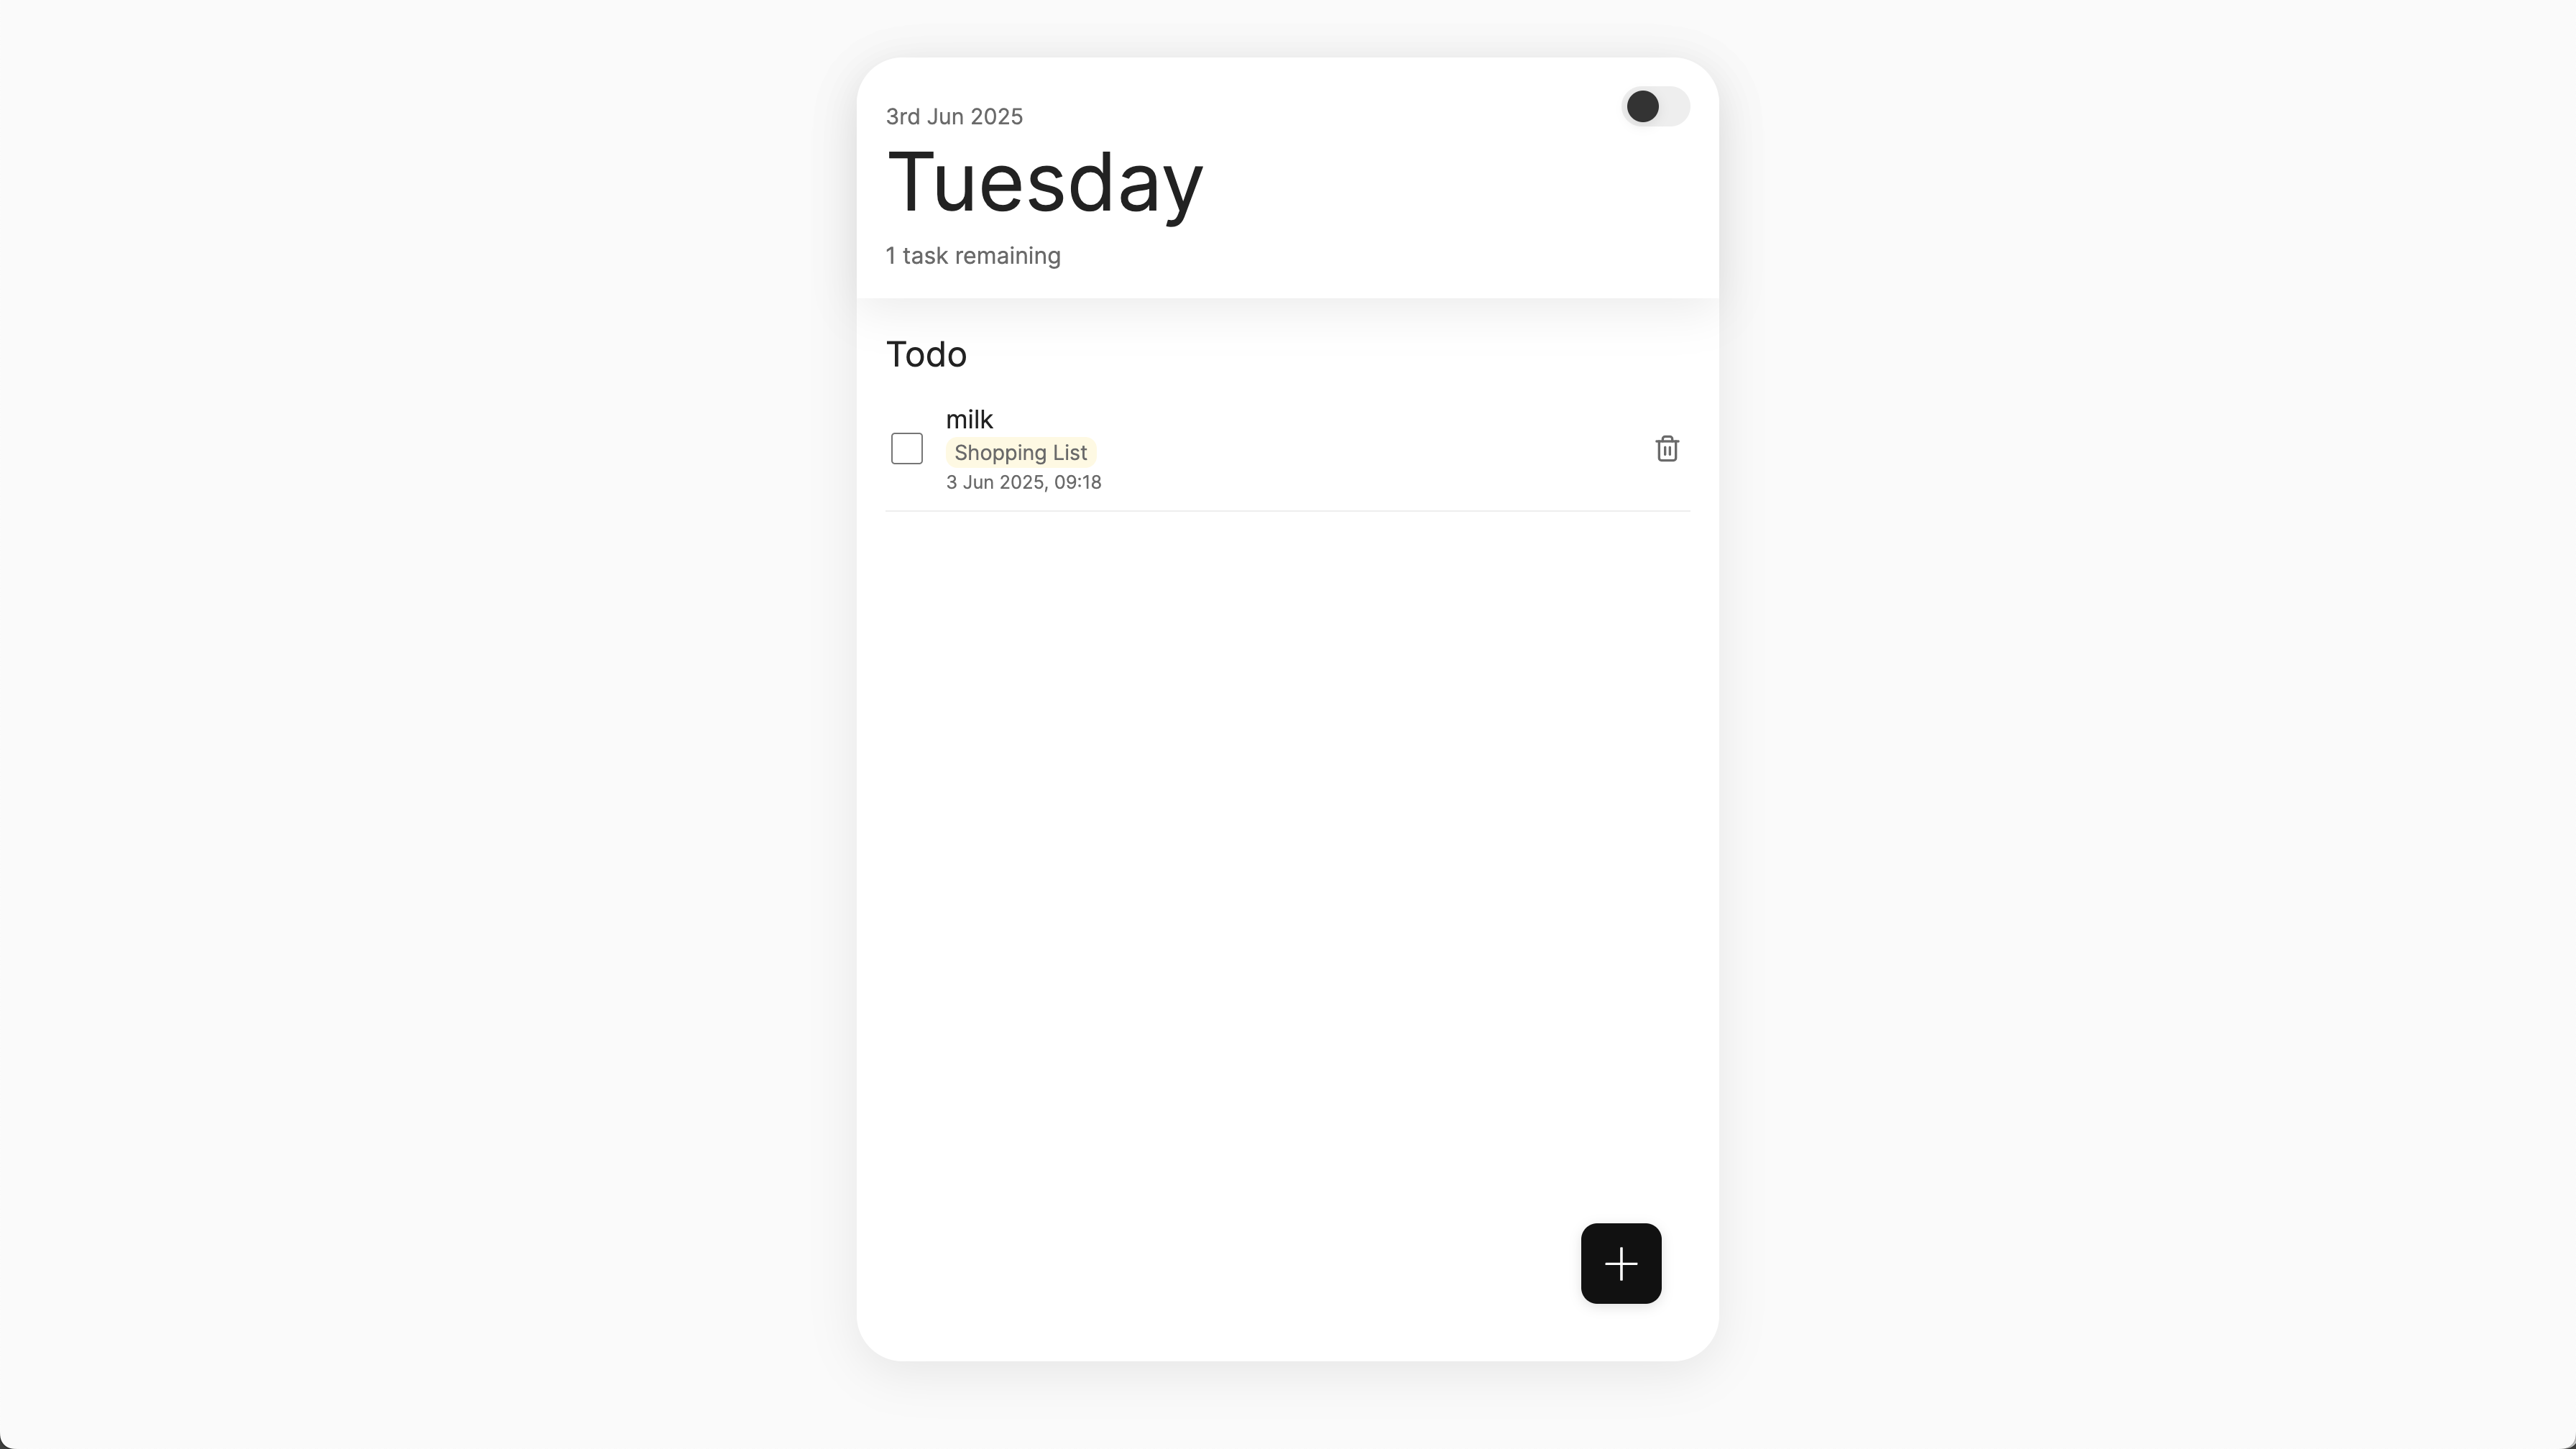 3rd Jun 2025
Tuesday
1 task remaining
Todo
milk
Shopping List
3 Jun 2025, 09:18